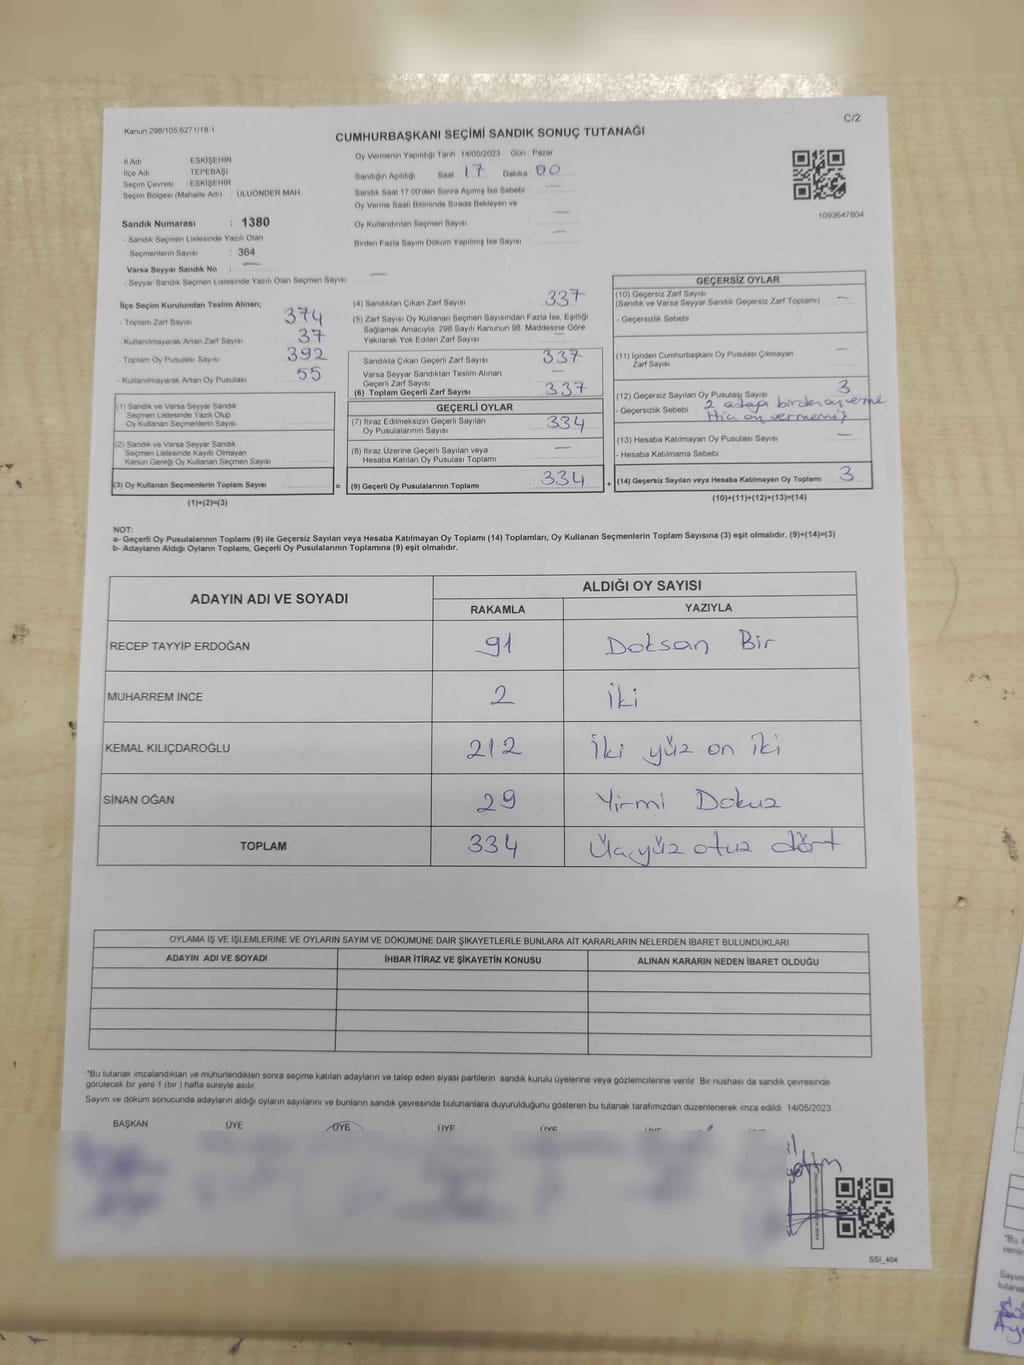 Kanun 298/105:6271/18-1
C/2
CUMHURBAŞKANI SEÇİMİ SANDIK SONUÇ TUTANAĞI
İl Adı : ESKİŞEHİR
İlçe Adı : TEPEBAŞI
Seçim Çevresi : ESKİŞEHİR
Seçim Bölgesi (Mahalle Adı) : ULUÖNDER MAH.
Sandık Numarası : 1380
- Sandık Seçmen Listesinde Yazılı Olan
Seçmenlerin Sayısı : 364
Varsa Seyyar Sandık No : —
- Seyyar Sandık Seçmen Listesinde Yazılı Olan Seçmen Sayısı —
Oy Vermenin Yapıldığı Tarih : 14/05/2023 Gün : Pazar
Sandığın Açıldığı Saat : 17 Dakika : 00
Sandık Saat 17:00'den Sonra Açılmış İse Sebebi : —
Oy Verme Saati Bitiminde Sırada Bekleyen ve
Oy Kullandırılan Seçmen Sayısı —
Birden Fazla Sayım Döküm Yapılmış İse Sayısı —
1093647804
İlçe Seçim Kurulundan Teslim Alınan;
- Toplam Zarf Sayısı 374
- Kullanılmayarak Artan Zarf Sayısı 37
- Toplam Oy Pusulası Sayısı 392
- Kullanılmayarak Artan Oy Pusulası 55
(1) Sandık ve Varsa Seyyar Sandık
Seçmen Listesinde Yazılı Olup
Oy Kullanan Seçmenlerin Sayısı
(2) Sandık ve Varsa Seyyar Sandık
Seçmen Listesinde Kayıtlı Olmayan
Kanun Gereği Oy Kullanan Seçmen Sayısı
(3) Oy Kullanan Seçmenlerin Toplam Sayısı =
(1)+(2)=(3)
(4) Sandıktan Çıkan Zarf Sayısı 337
(5) Zarf Sayısı Oy Kullanan Seçmen Sayısından Fazla İse, Eşitliği
Sağlamak Amacıyla, 298 Sayılı Kanunun 98. Maddesine Göre
Yakılarak Yok Edilen Zarf Sayısı —
Sandıkta Çıkan Geçerli Zarf Sayısı 337
Varsa Seyyar Sandıktan Teslim Alınan
Geçerli Zarf Sayısı —
(6) Toplam Geçerli Zarf Sayısı 337
GEÇERLİ OYLAR
(7) İtiraz Edilmeksizin Geçerli Sayılan
Oy Pusulalarının Sayısı 334
(8) İtiraz Üzerine Geçerli Sayılan veya
Hesaba Katılan Oy Pusulası Toplamı —
(9) Geçerli Oy Pusulalarının Toplamı 334 +
GEÇERSİZ OYLAR
(10) Geçersiz Zarf Sayısı
(Sandık ve Varsa Seyyar Sandık Geçersiz Zarf Toplamı) —
- Geçersizlik Sebebi :
(11) İçinden Cumhurbaşkanı Oy Pusulası Çıkmayan
Zarf Sayısı —
(12) Geçersiz Sayılan Oy Pusulası Sayısı 3
- Geçersizlik Sebebi : 2 adaya birden oy verme
Hiç oy vermemiş
(13) Hesaba Katılmayan Oy Pusulası Sayısı —
- Hesaba Katılmama Sebebi :
(14) Geçersiz Sayılan veya Hesaba Katılmayan Oy Toplamı 3
(10)+(11)+(12)+(13)=(14)
NOT:
a- Geçerli Oy Pusulalarının Toplamı (9) ile Geçersiz Sayılan veya Hesaba Katılmayan Oy Toplamı (14) Toplamları, Oy Kullanan Seçmenlerin Toplam Sayısına (3) eşit olmalıdır. (9)+(14)=(3)
b- Adayların Aldığı Oyların Toplamı, Geçerli Oy Pusulalarının Toplamına (9) eşit olmalıdır.
ADAYIN ADI VE SOYADI ALDIĞI OY SAYISI
RAKAMLA YAZIYLA
RECEP TAYYİP ERDOĞAN 91 Doksan Bir
MUHARREM İNCE 2 İki
KEMAL KILIÇDAROĞLU 212 İki yüz on iki
SİNAN OĞAN 29 Yirmi Dokuz
TOPLAM 334 Üç yüz otuz dört
OYLAMA İŞ VE İŞLEMLERİNE VE OYLARIN SAYIM VE DÖKÜMÜNE DAİR ŞİKAYETLERLE BUNLARA AİT KARARLARIN NELERDEN İBARET BULUNDUKLARI
ADAYIN ADI VE SOYADI İHBAR İTİRAZ VE ŞİKAYETİN KONUSU ALINAN KARARIN NEDEN İBARET OLDUĞU
*Bu tutanak imzalandıktan ve mühürlendikten sonra seçime katılan adayların ve talep eden siyasi partilerin sandık kurulu üyelerine veya gözlemcilerine verilir. Bir nüshası da sandık çevresinde
görülecek bir yere 1 (bir) hafta süreyle asılır.
Sayım ve döküm sonucunda adayların aldığı oyların sayılarını ve bunların sandık çevresinde bulunanlara duyurulduğunu gösteren bu tutanak tarafımızdan düzenlenerek imza edildi. 14/05/2023
BAŞKAN ÜYE ÜYE ÜYE ÜYE
SSI_404